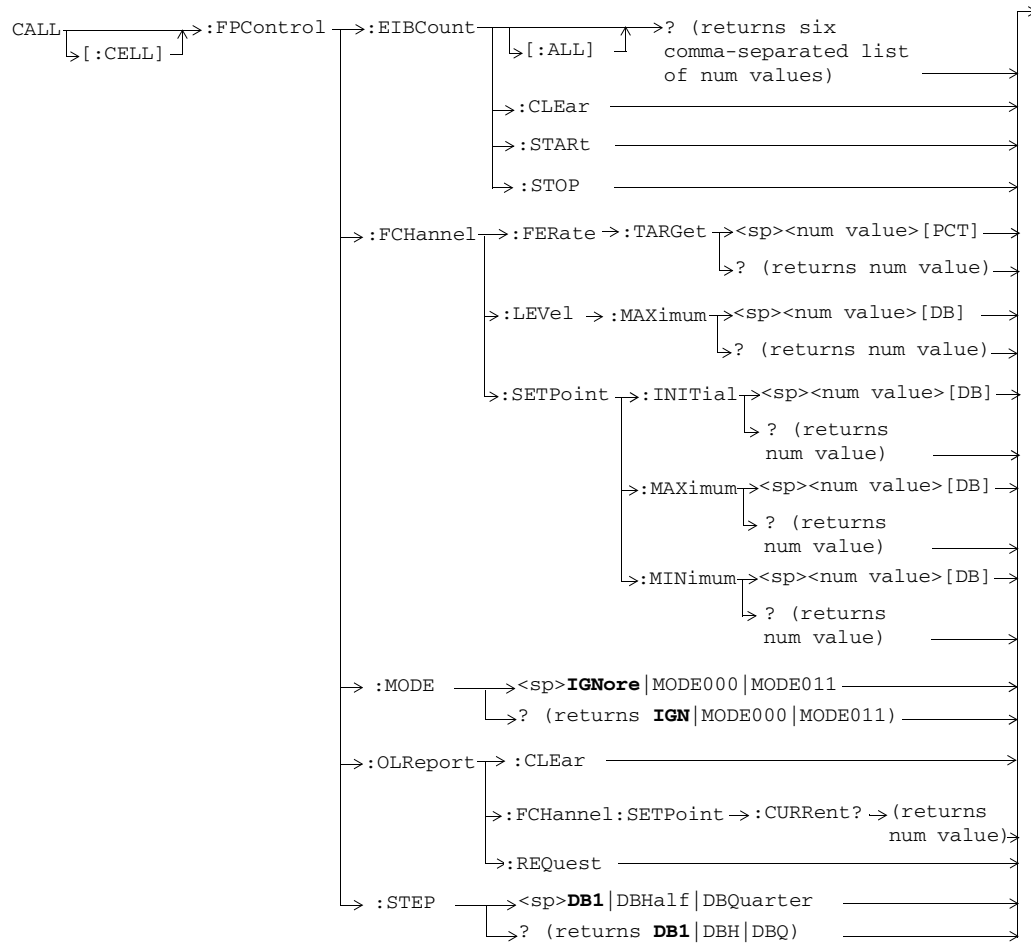 CALL
[:CELL]
:FPControl
:EIBCount
[:ALL]
? (returns six
comma-separated list
of num values)
:CLEar
:STARt
:STOP
:FCHannel
:FERate
:TARGet
<sp><num value>[PCT]
? (returns num value)
:LEVel
:MAXimum
<sp><num value>[DB]
? (returns num value)
:SETPoint
:INITial
<sp><num value>[DB]
? (returns
num value)
:MAXimum
<sp><num value>[DB]
? (returns
num value)
:MINimum
<sp><num value>[DB]
? (returns
num value)
:MODE
<sp>IGNore|MODE000|MODE011
? (returns IGN|MODE000|MODE011)
:OLReport
:CLEar
:FCHannel:SETPoint
:CURRent?
(returns
num value)
:REQuest
:STEP
<sp>DB1|DBHalf|DBQuarter
? (returns DB1|DBH|DBQ)